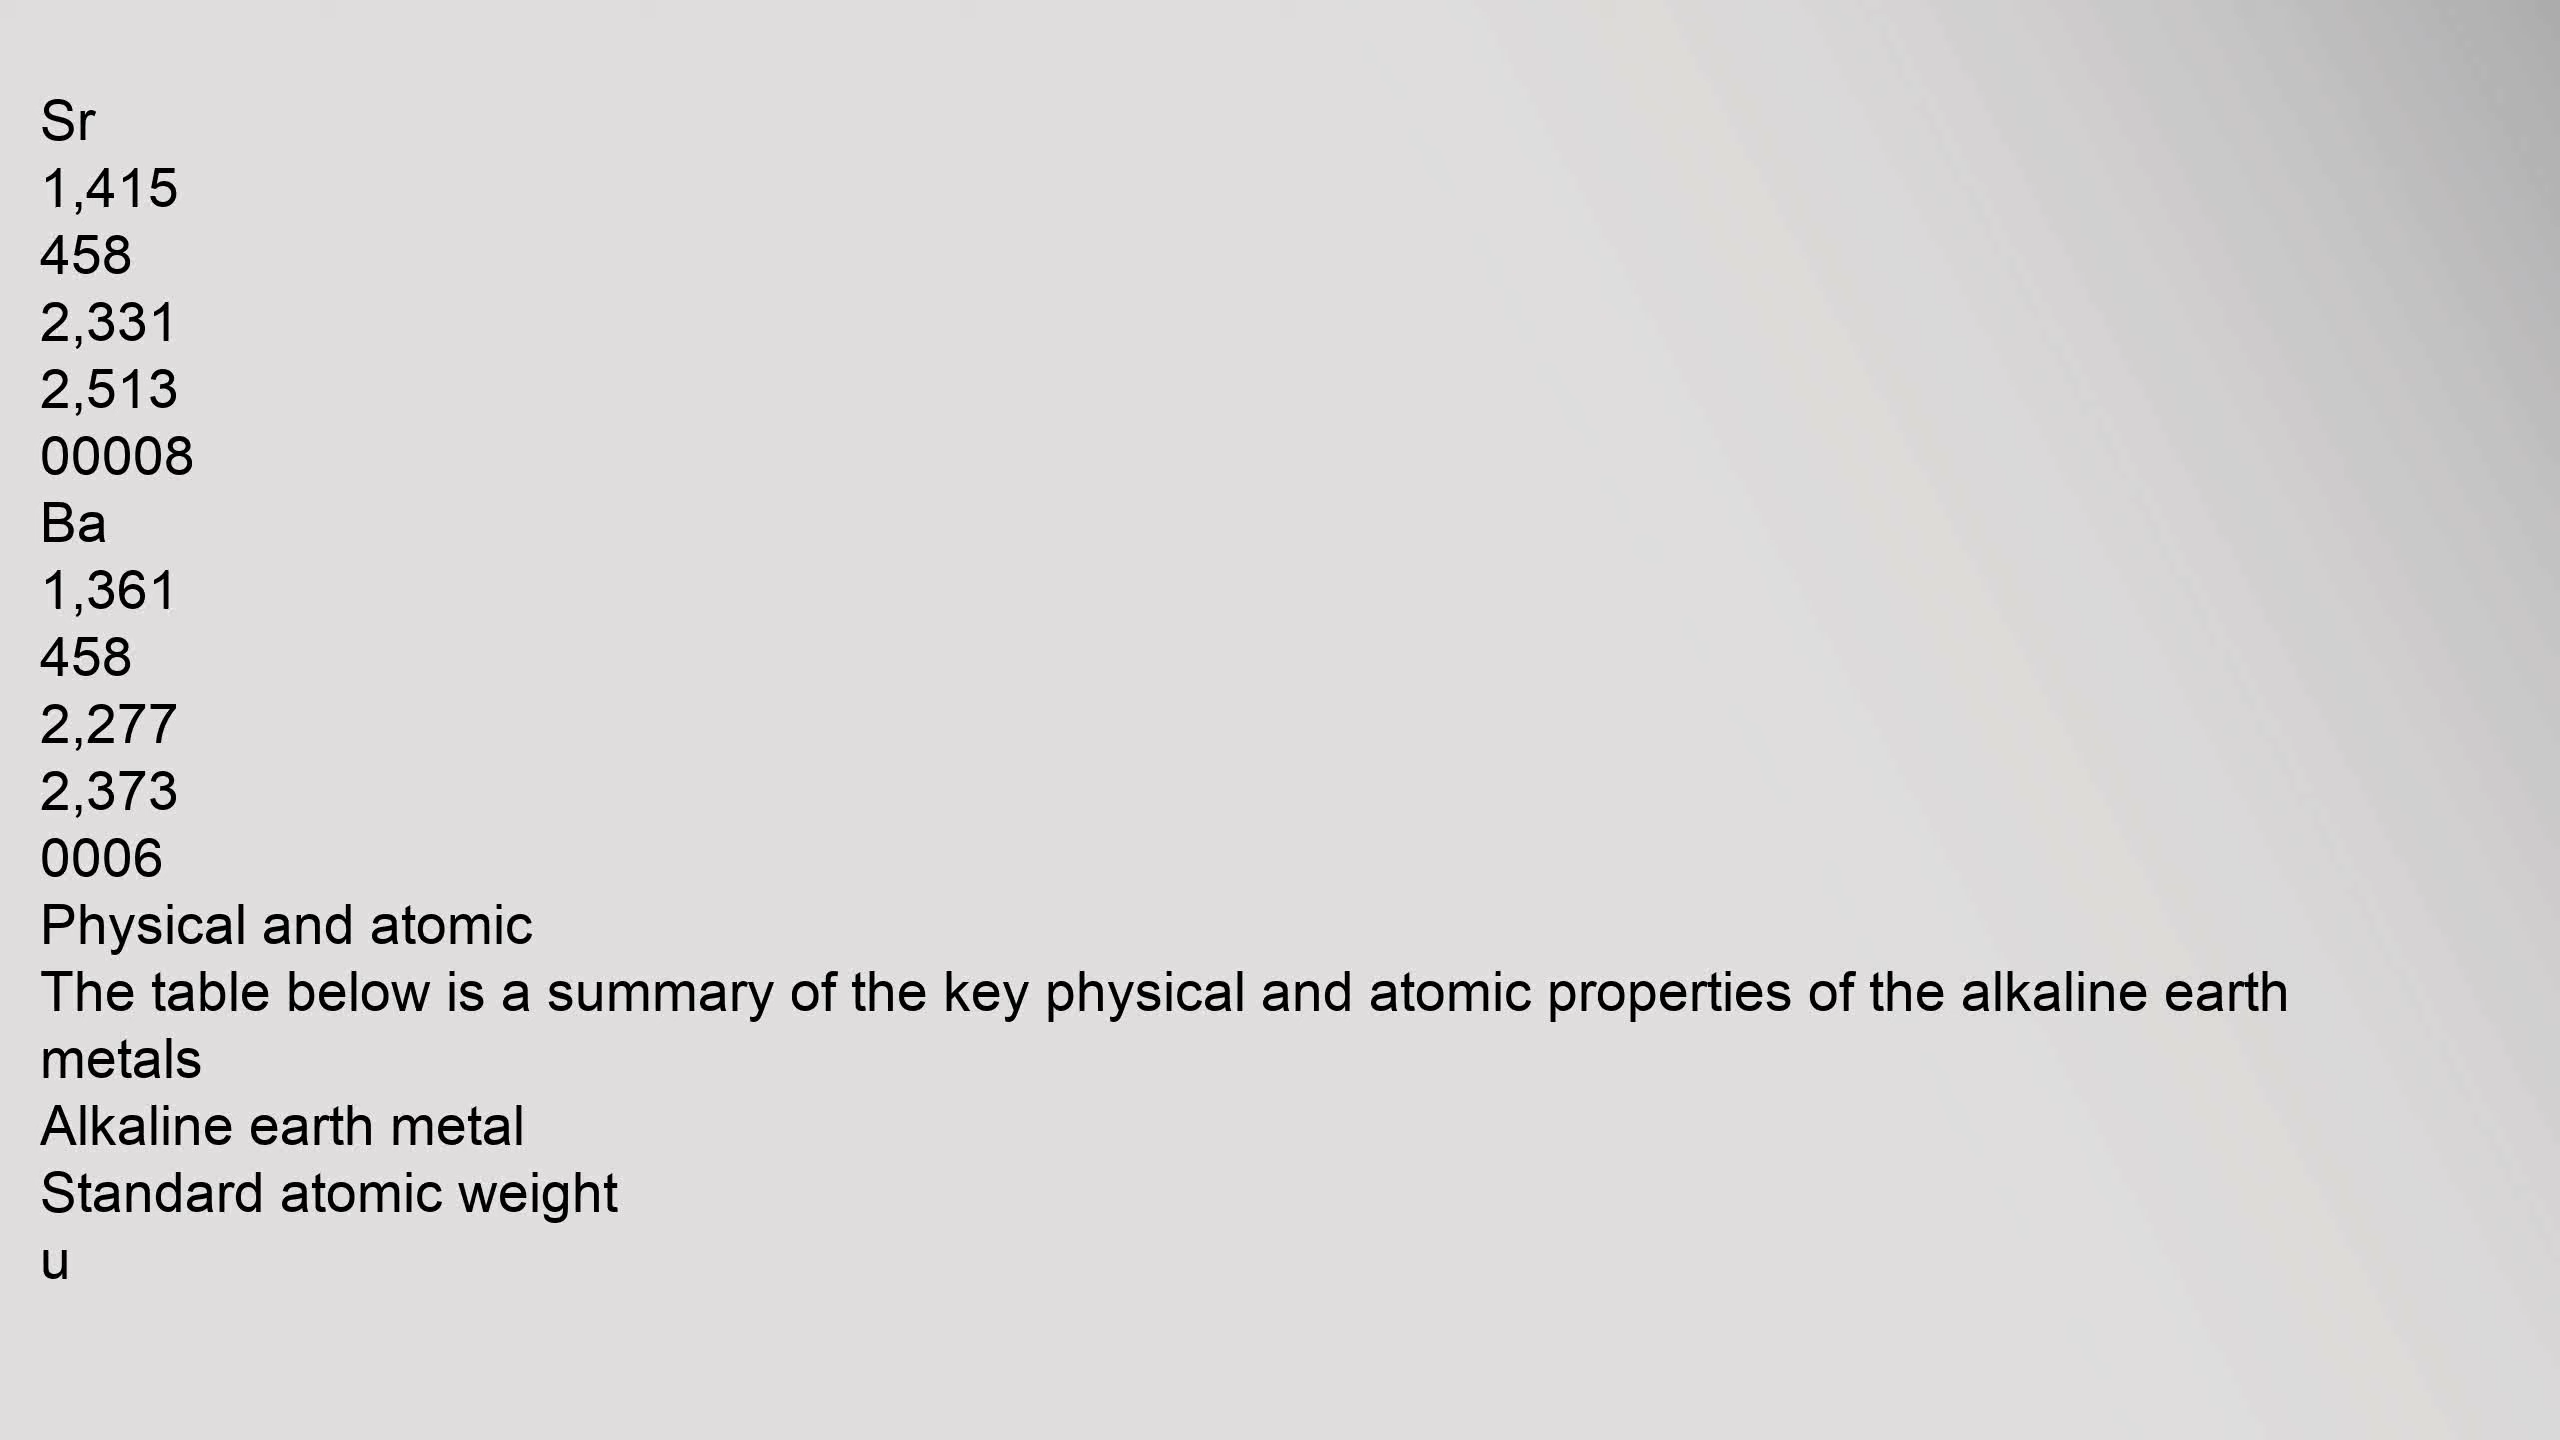 Sr
1,415
458
2,331
2,513
00008
Ba
1,361
458
2,277
2,373
0006
Physical and atomic
The table below is a summary of the key physical and atomic properties of the alkaline earth
metals
Alkaline earth metal
Standard atomic weight
u